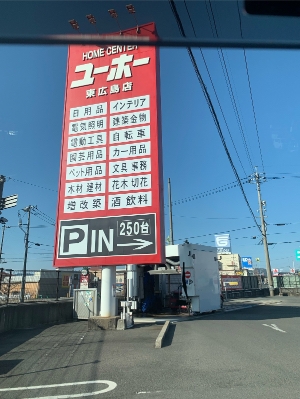 HOME CENTER
ユーホー
東広島店
日用品 インテリア
電気照明 建築金物
電動工具 自転車
園芸用品 カー用品
ペット用品 文具事務
木材建材 花木切花
増改築 酒飲料
P IN 250台